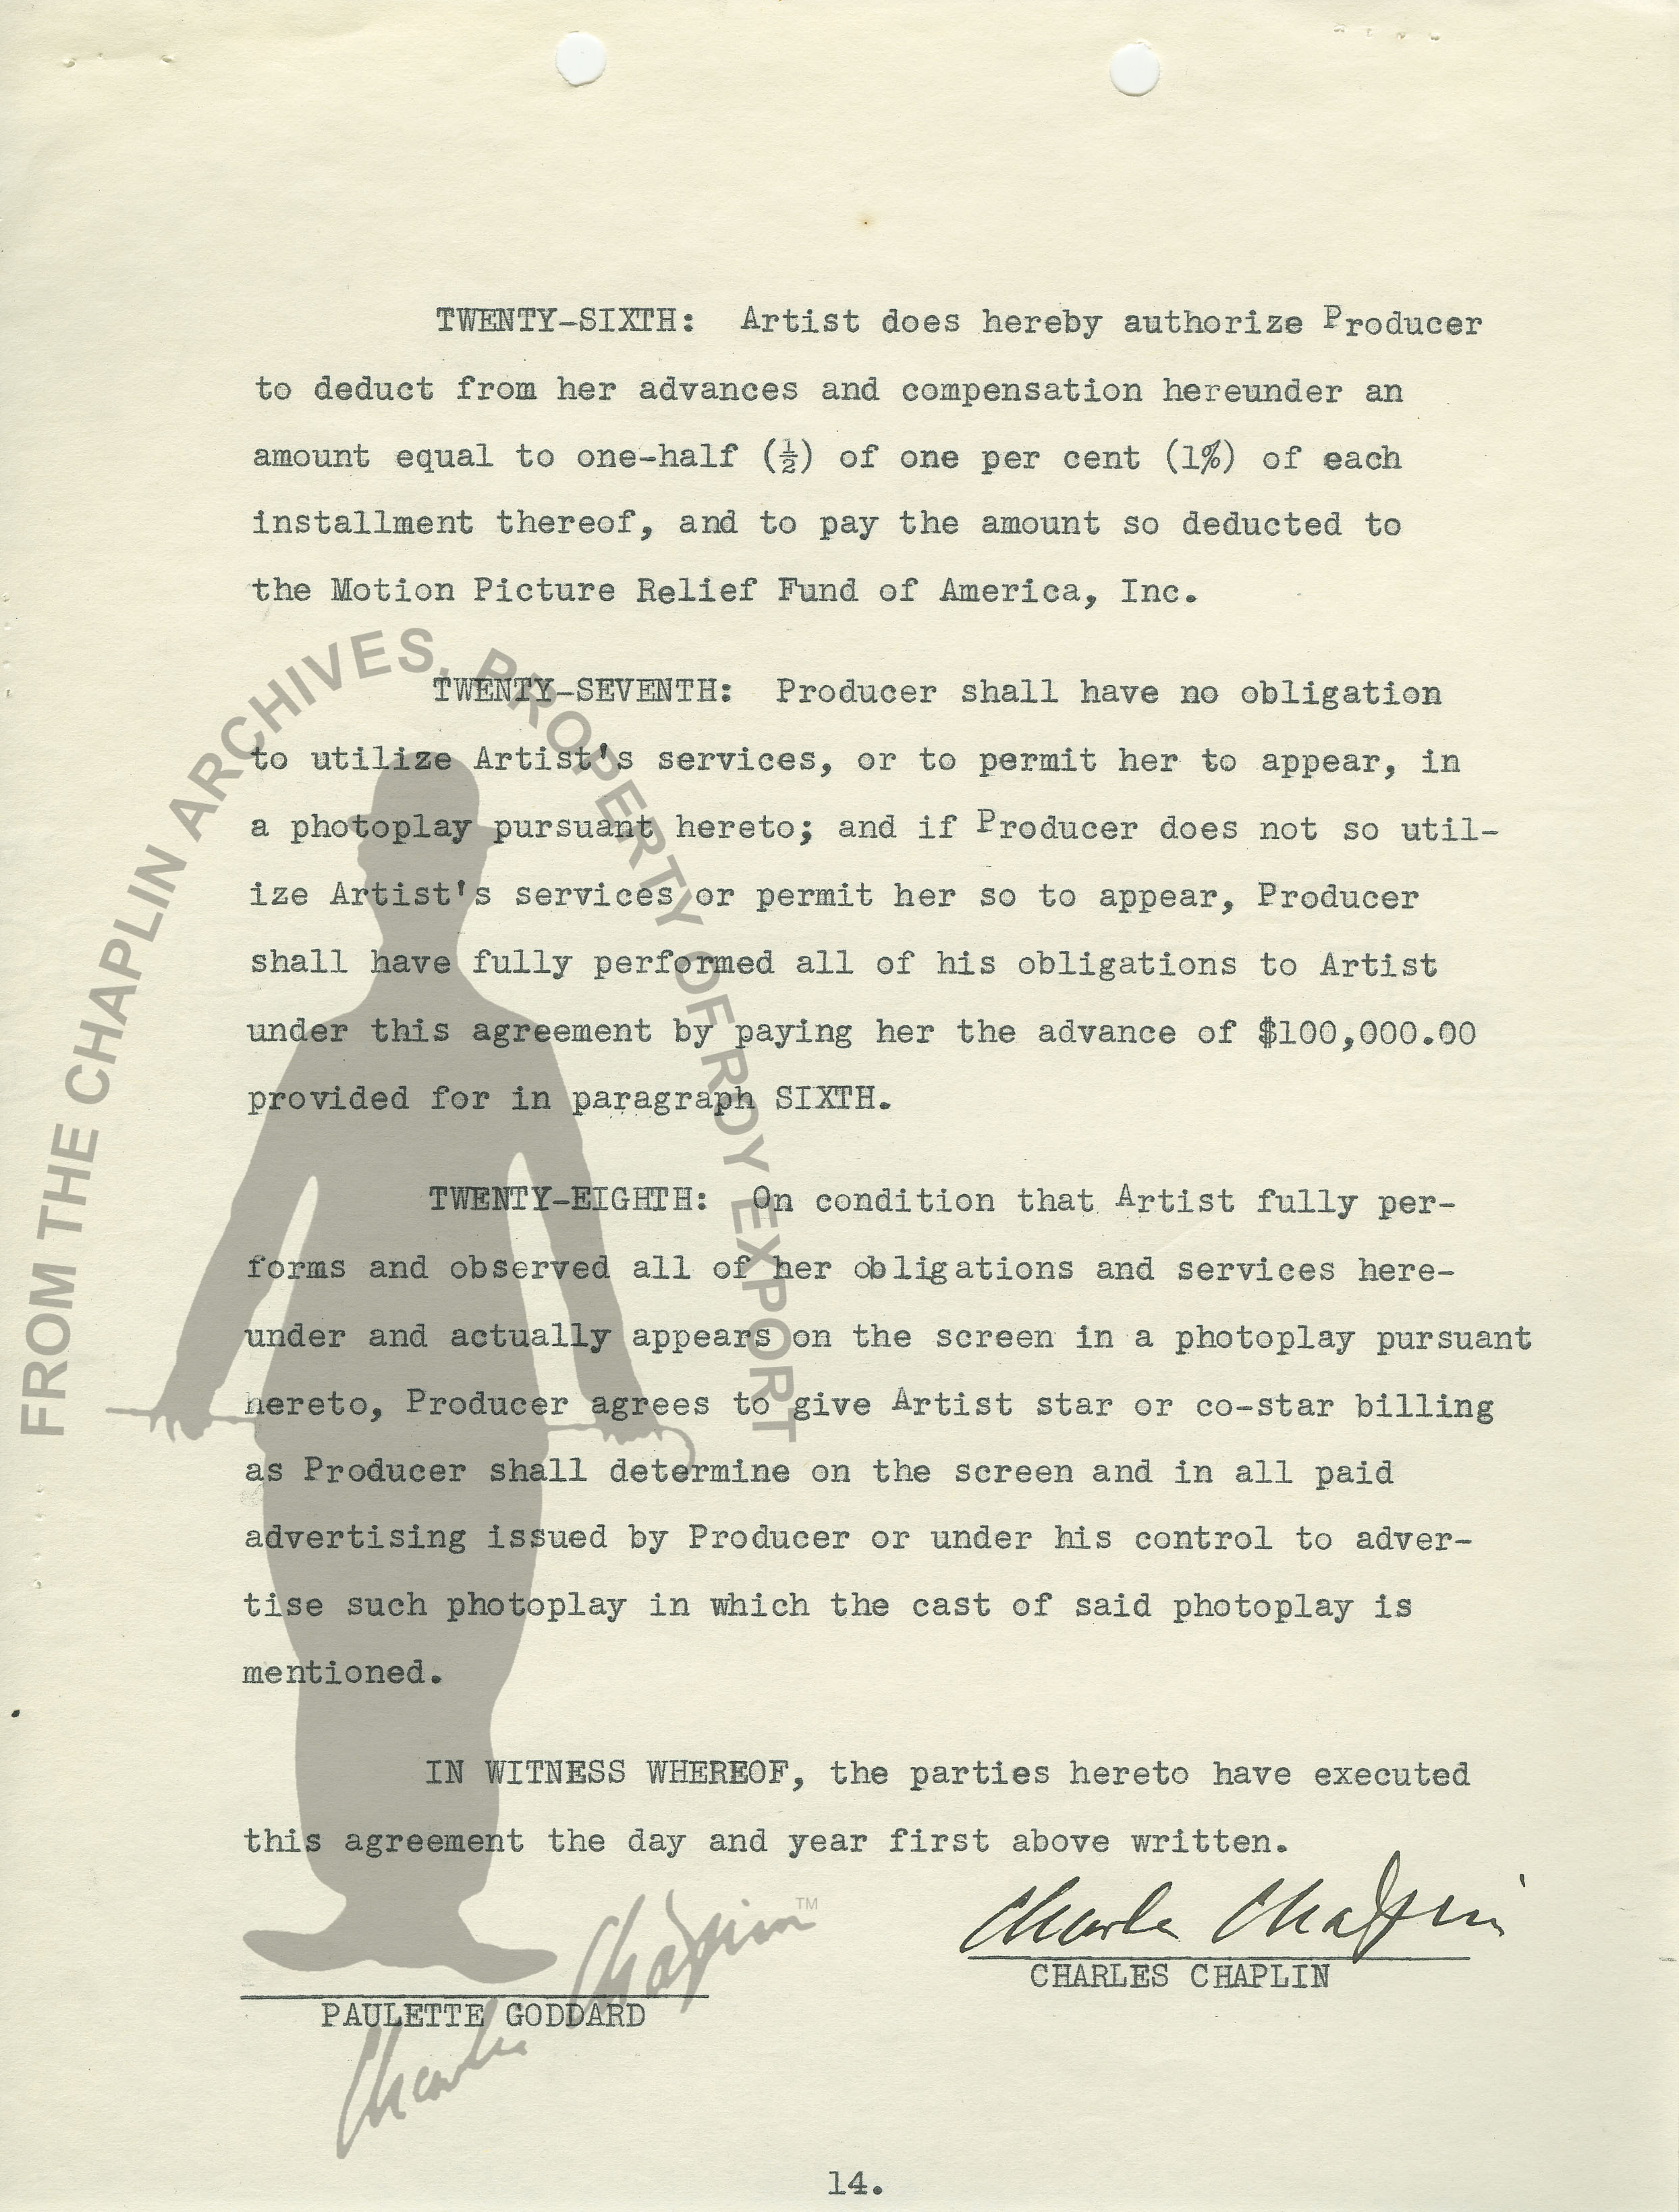 TWENTY-SIXTH: Artist does hereby authorize Producer
to deduct from her advances and compensation hereunder an
amount equal to one-half (½) of one per cent (1%) of each
installment thereof, and to pay the amount so deducted to
the Motion Picture Relief Fund of America, Inc.
TWENTY-SEVENTH: Producer shall have no obligation
to utilize Artist's services, or to permit her to appear, in
a photoplay pursuant hereto; and if Producer does not so util-
ize Artist's services or permit her so to appear, Producer
shall have fully performed all of his obligations to Artist
under this agreement by paying her the advance of $100,000.00
provided for in paragraph SIXTH.
TWENTY-EIGHTH: On condition that Artist fully per-
forms and observed all of her obligations and services here-
under and actually appears on the screen in a photoplay pursuant
hereto, Producer agrees to give Artist star or co-star billing
as Producer shall determine on the screen and in all paid
advertising issued by Producer or under his control to adver-
tise such photoplay in which the cast of said photoplay is
mentioned.
IN WITNESS WHEREOF, the parties hereto have executed
this agreement the day and year first above written.
Charlie Chaplin
CHARLES CHAPLIN
PAULETTE GODDARD
14.
FROM THE CHAPLIN ARCHIVES, PROPERTY OF ROY EXPORT
Charlie Chaplin™